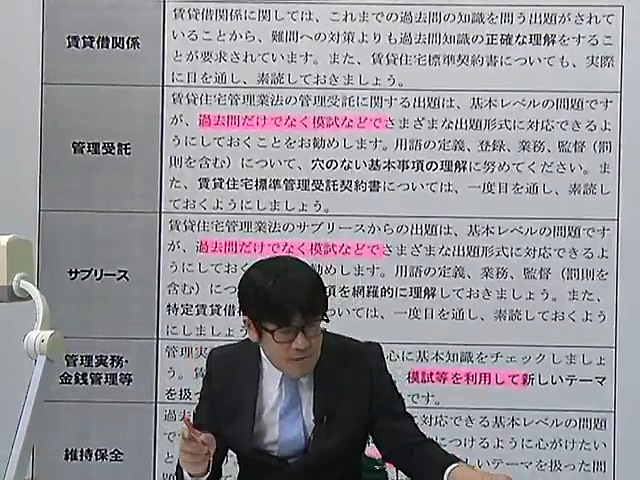 賃貸借関係
賃貸借関係に関しては、これまでの過去問の知識を問う出題がされて
いることから、難問への対策よりも過去問知識の正確な理解をするこ
とが要求されています。また、賃貸住宅標準契約書についても、実際
に目を通し、素読しておきましょう。
管理受託
賃貸住宅管理業法の管理受託に関する出題は、基本レベルの問題です
が、過去問だけでなく模試などでさまざまな出題形式に対応できるよ
うにしておくことをお勧めします。用語の定義、登録、業務、監督（罰
則を含む）について、穴のない基本事項の理解に努めてください。ま
た、賃貸住宅標準管理受託契約書については、一度目を通し、素読し
ておくようにしましょう。
サブリース
賃貸住宅管理業法のサブリースからの出題は、基本レベルの問題です
が、過去問だけでなく模試などでさまざまな出題形式に対応できるよ
うにしておく 勧めします。用語の定義、業務、監督（罰則を
含む）につ 項を網羅的に理解しておきましょう。また、
特定賃貸借 ついては、一度目を通し、素読しておくよう
にしましょ
管理実務・
金銭管理等
管理実 心に基本知識をチェックしましょ
う。賃 模試等を利用して新しいテーマ
を扱っ です。
維持保全
過去 対応できる基本レベルの問題
につけるように心がけたい
しいテーマを扱った問